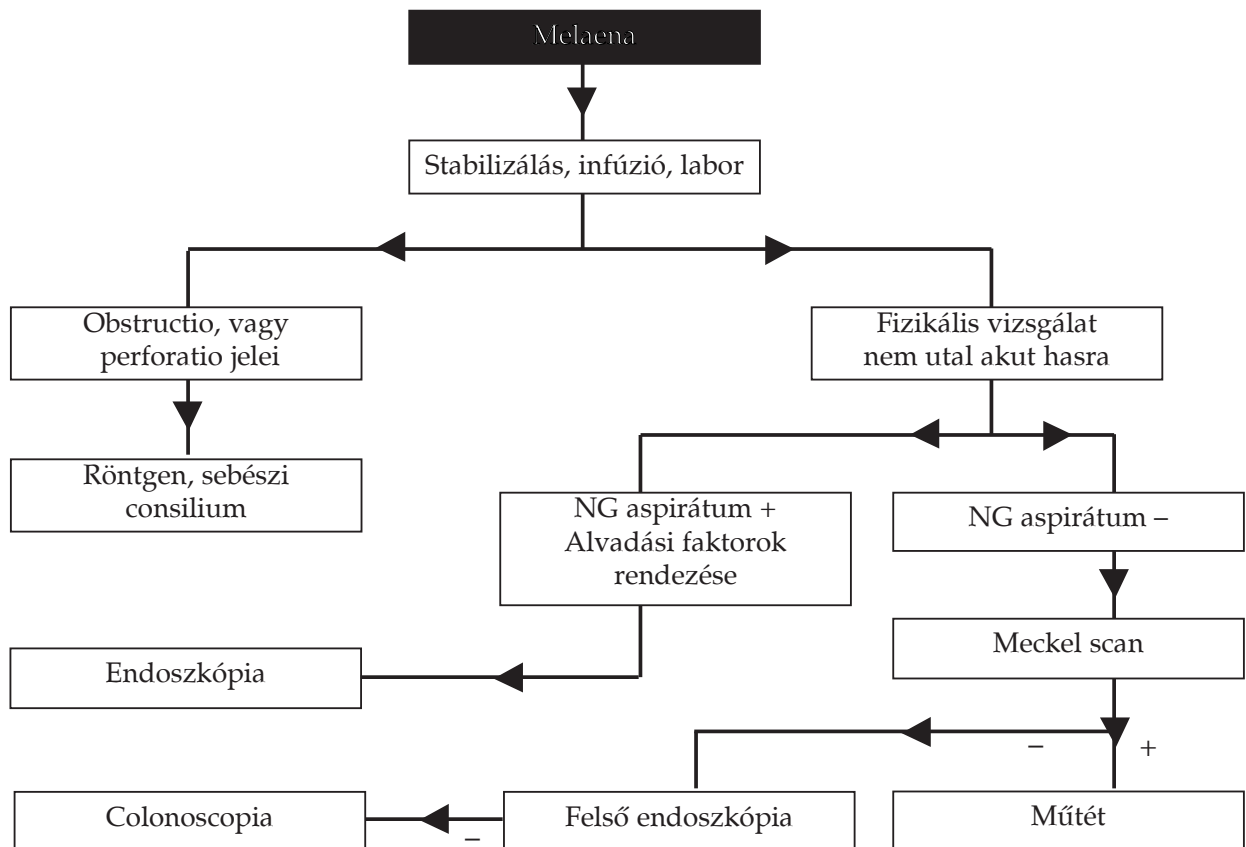 Melaena
Stabilizálás, infúzió, labor
Obstructio, vagy
perforatio jelei
Fizikális vizsgálat
nem utal akut hasra
Röntgen, sebészi
consilium
NG aspirátum +
Alvadási faktorok
rendezése
NG aspirátum –
Meckel scan
Endoszkópia
–
+
Colonoscopia
–
Felső endoszkópia
Műtét